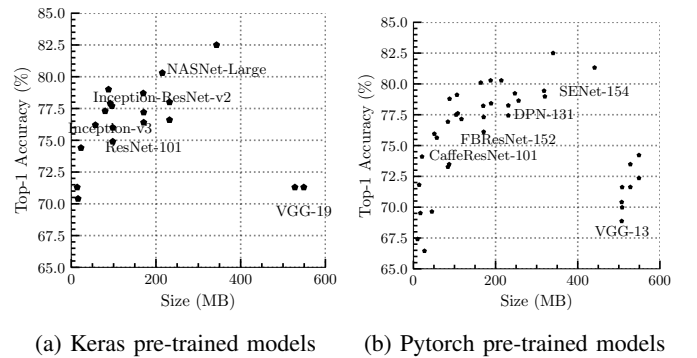 85.0
82.5
80.0
77.5
75.0
72.5
70.0
67.5
65.0
Top-1 Accuracy (%)
NASNet-Large
Inception-ResNet-v2
Inception-v3
ResNet-101
VGG-19
0 200 400 600
Size (MB)
(a) Keras pre-trained models
85.0
82.5
80.0
77.5
75.0
72.5
70.0
67.5
65.0
Top-1 Accuracy (%)
SENet-154
DPN-131
FBResNet-152
CaffeResNet-101
VGG-13
0 200 400 600
Size (MB)
(b) Pytorch pre-trained models